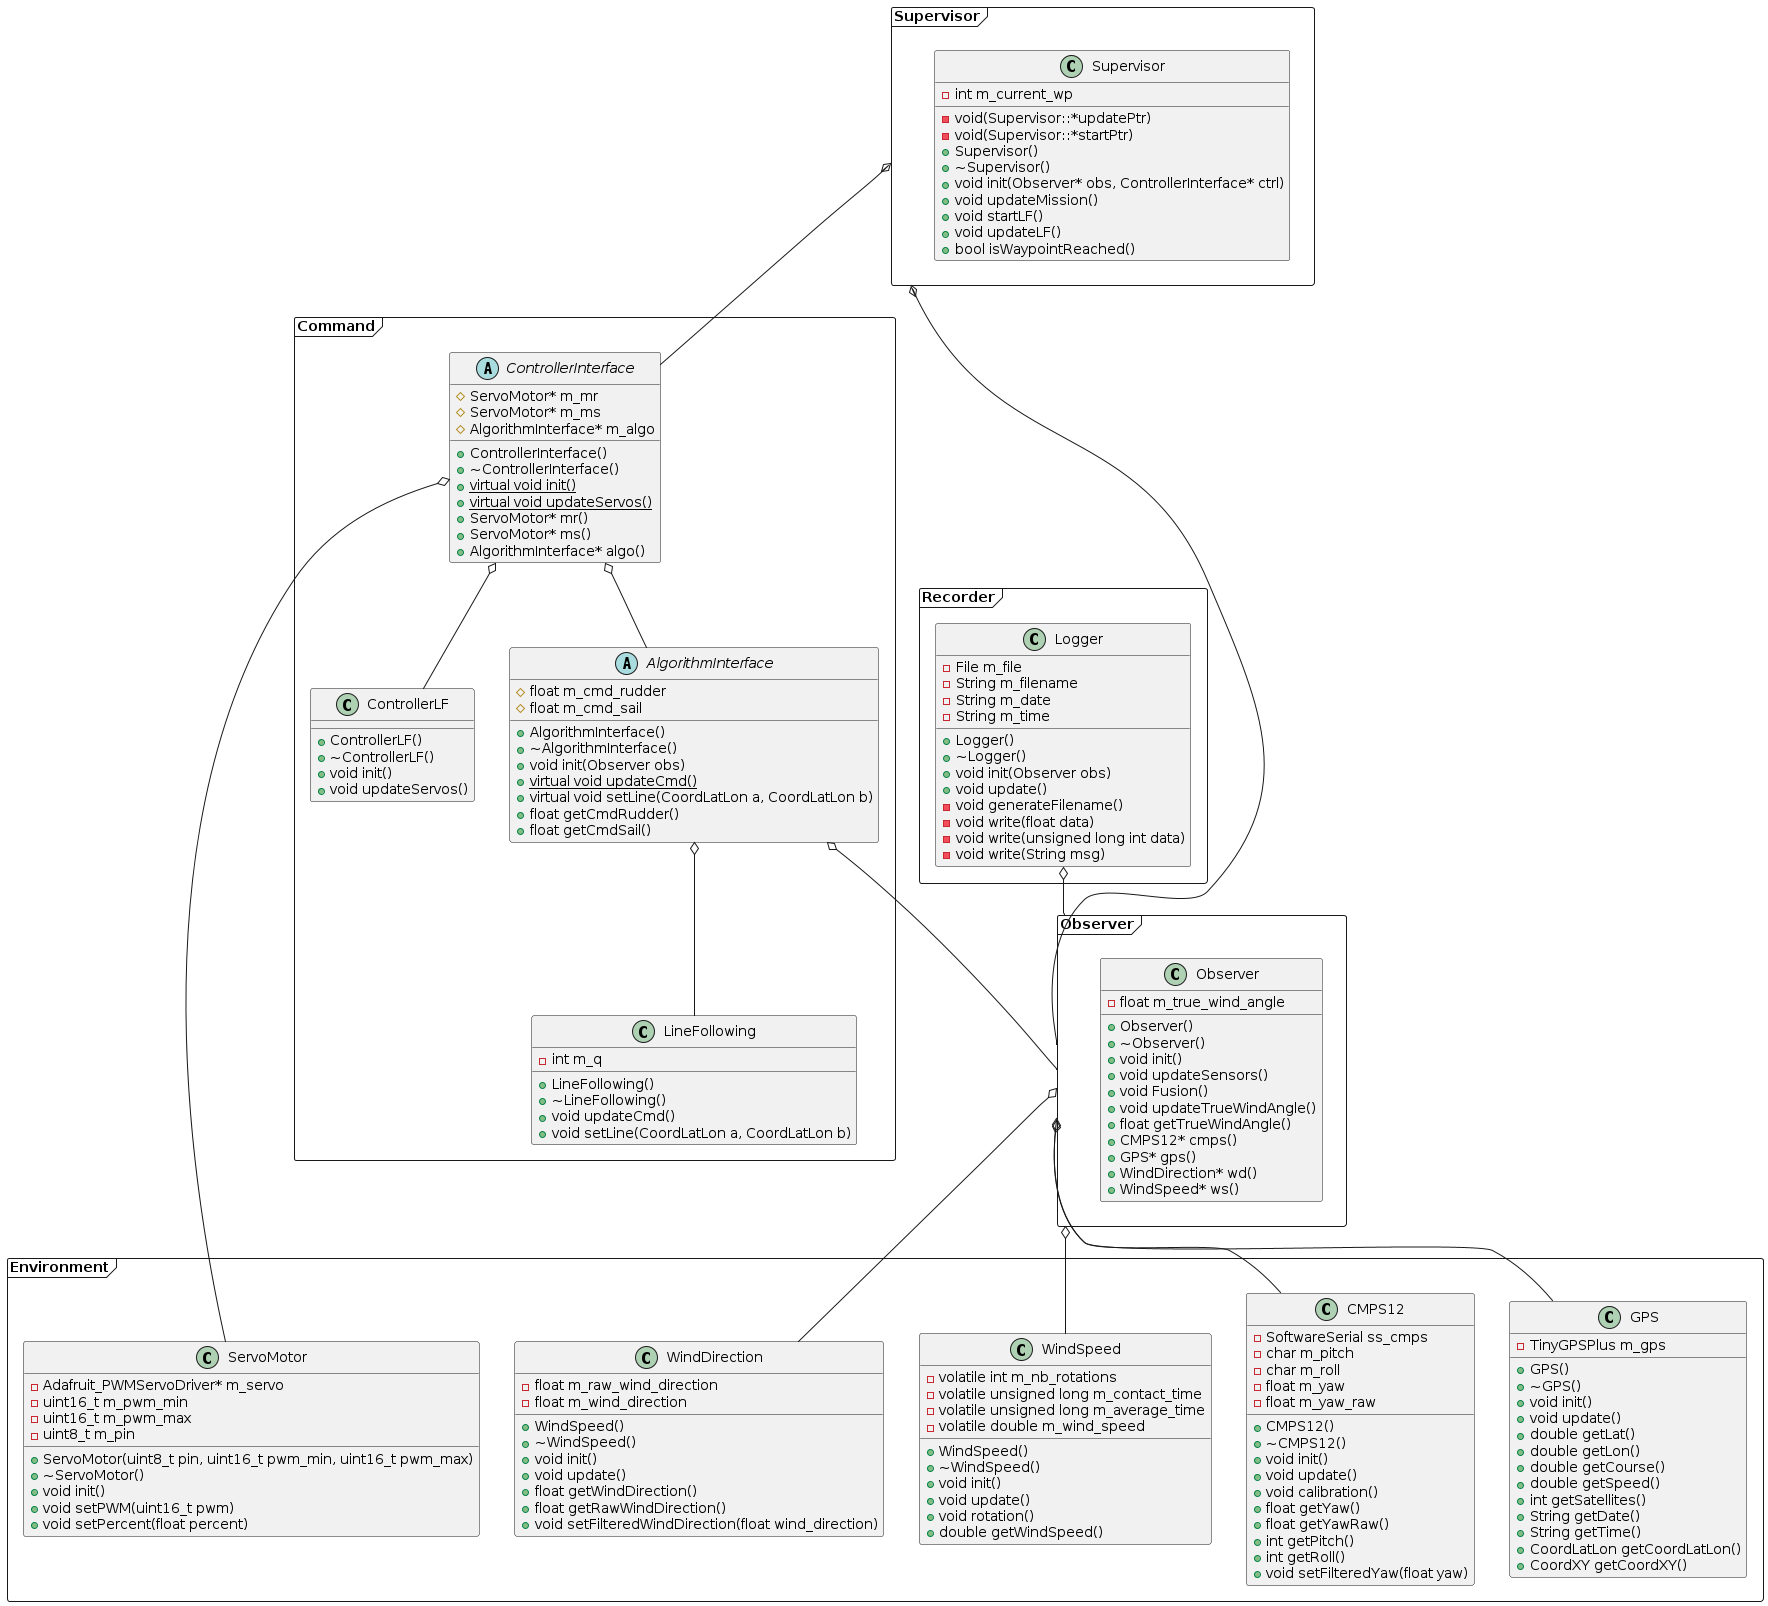 Supervisor
C Supervisor
int m_current_wp
void(Supervisor::*updatePtr)
void(Supervisor::*startPtr)
Supervisor()
~Supervisor()
void init(Observer* obs, ControllerInterface* ctrl)
void updateMission()
void startLF()
void updateLF()
bool isWaypointReached()
Command
A ControllerInterface
ServoMotor* m_mr
ServoMotor* m_ms
AlgorithmInterface* m_algo
ControllerInterface()
~ControllerInterface()
virtual void init()
virtual void updateServos()
ServoMotor* mr()
ServoMotor* ms()
AlgorithmInterface* algo()
C ControllerLF
ControllerLF()
~ControllerLF()
void init()
void updateServos()
A AlgorithmInterface
float m_cmd_rudder
float m_cmd_sail
AlgorithmInterface()
~AlgorithmInterface()
void init(Observer obs)
virtual void updateCmd()
virtual void setLine(CoordLatLon a, CoordLatLon b)
float getCmdRudder()
float getCmdSail()
C LineFollowing
int m_q
LineFollowing()
~LineFollowing()
void updateCmd()
void setLine(CoordLatLon a, CoordLatLon b)
Recorder
C Logger
File m_file
String m_filename
String m_date
String m_time
Logger()
~Logger()
void init(Observer obs)
void update()
void generateFilename()
void write(float data)
void write(unsigned long int data)
void write(String msg)
Observer
C Observer
float m_true_wind_angle
Observer()
~Observer()
void init()
void updateSensors()
void Fusion()
void updateTrueWindAngle()
float getTrueWindAngle()
CMPS12* cmps()
GPS* gps()
WindDirection* wd()
WindSpeed* ws()
Environment
C ServoMotor
Adafruit_PWMServoDriver* m_servo
uint16_t m_pwm_min
uint16_t m_pwm_max
uint8_t m_pin
ServoMotor(uint8_t pin, uint16_t pwm_min, uint16_t pwm_max)
~ServoMotor()
void init()
void setPWM(uint16_t pwm)
void setPercent(float percent)
C WindDirection
float m_raw_wind_direction
float m_wind_direction
WindSpeed()
~WindSpeed()
void init()
void update()
float getWindDirection()
float getRawWindDirection()
void setFilteredWindDirection(float wind_direction)
C WindSpeed
volatile int m_nb_rotations
volatile unsigned long m_contact_time
volatile unsigned long m_average_time
volatile double m_wind_speed
WindSpeed()
~WindSpeed()
void init()
void update()
void rotation()
double getWindSpeed()
C CMPS12
SoftwareSerial ss_cmps
char m_pitch
char m_roll
float m_yaw
float m_yaw_raw
CMPS12()
~CMPS12()
void init()
void update()
void calibration()
float getYaw()
float getYawRaw()
int getPitch()
int getRoll()
void setFilteredYaw(float yaw)
C GPS
TinyGPSPlus m_gps
GPS()
~GPS()
void init()
void update()
double getLat()
double getLon()
double getCourse()
double getSpeed()
int getSatellites()
String getDate()
String getTime()
CoordLatLon getCoordLatLon()
CoordXY getCoordXY()